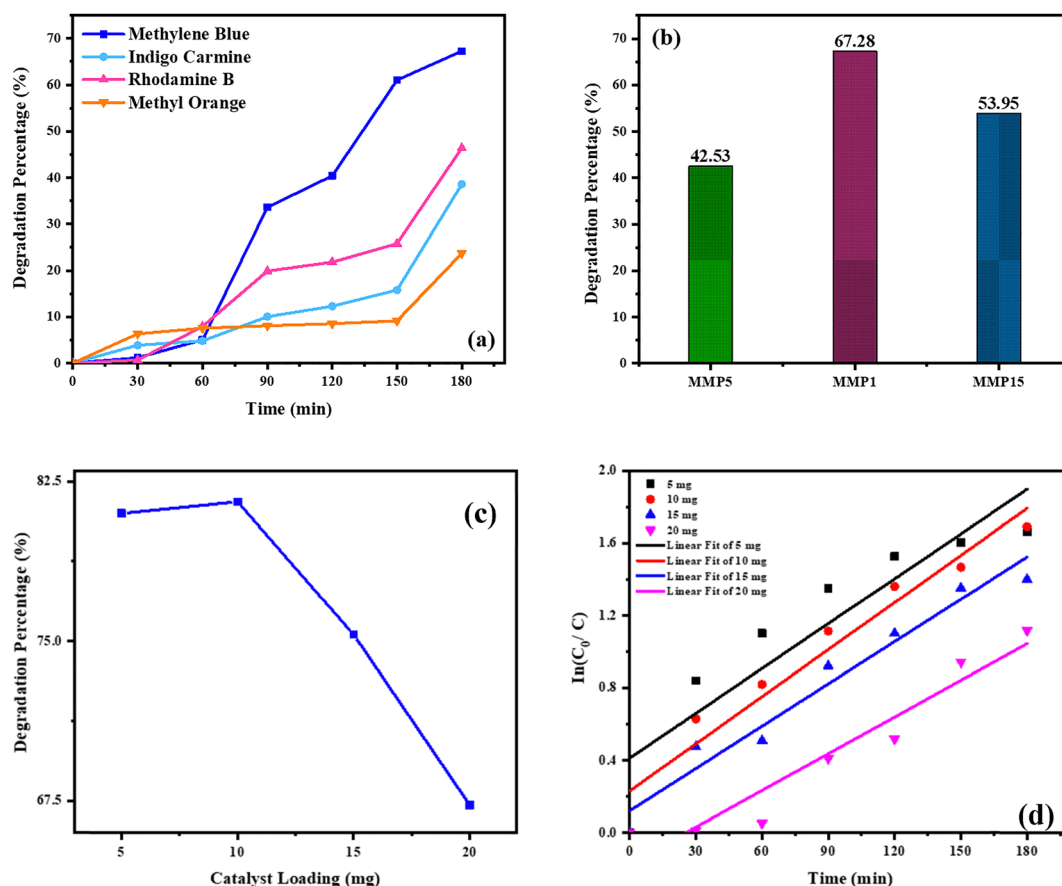 Degradation Percentage (%)
70
60
50
40
30
20
10
0
Methylene Blue
Indigo Carmine
Rhodamine B
Methyl Orange
(a)
0 30 60 90 120 150 180
Time (min)
Degradation Percentage (%)
70
60
50
40
30
20
10
0
(b)
42.53
67.28
53.95
MMP5 MMP1 MMP15
Degradation Percentage (%)
82.5
75.0
67.5
(c)
5 10 15 20
Catalyst Loading (mg)
In(C₀/ C)
2.0
1.6
1.2
0.8
0.4
0.0
5 mg
10 mg
15 mg
20 mg
Linear Fit of 5 mg
Linear Fit of 10 mg
Linear Fit of 15 mg
Linear Fit of 20 mg
(d)
0 30 60 90 120 150 180
Time (min)